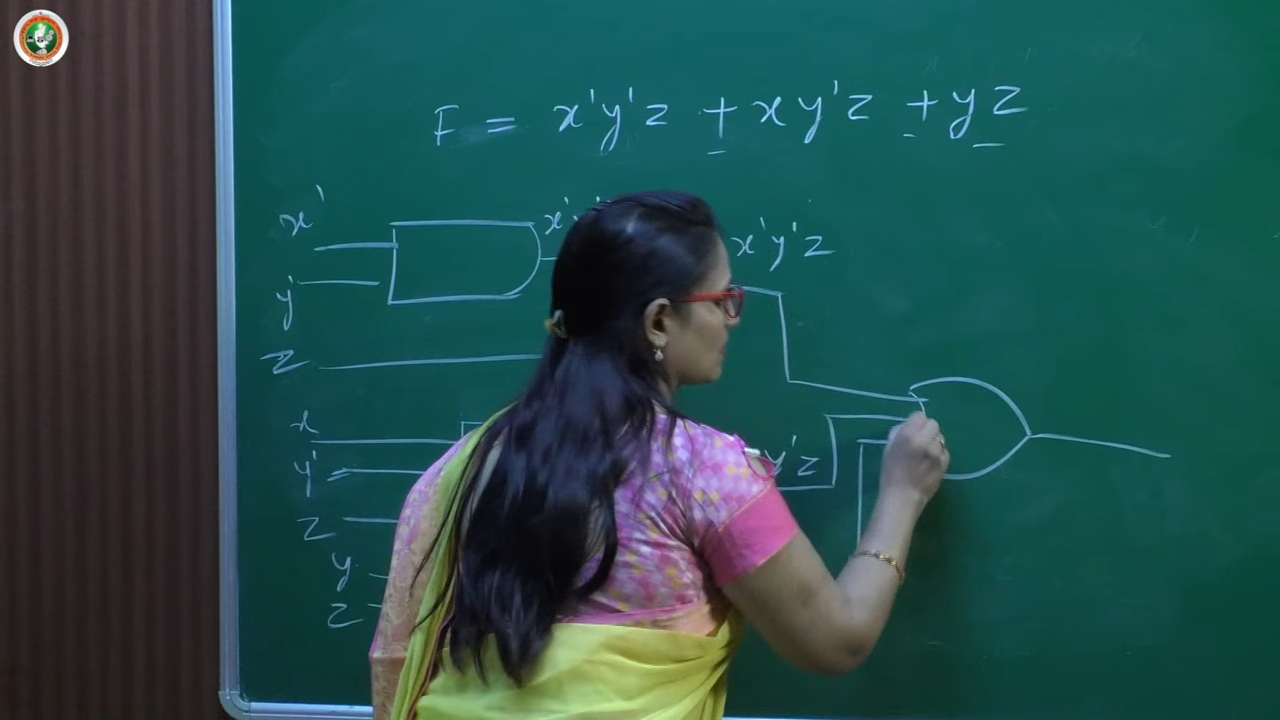 F = x'y'z + xy'z + yz
x'
x'y'z
y'
z
x
y'
y'z
z
y
z